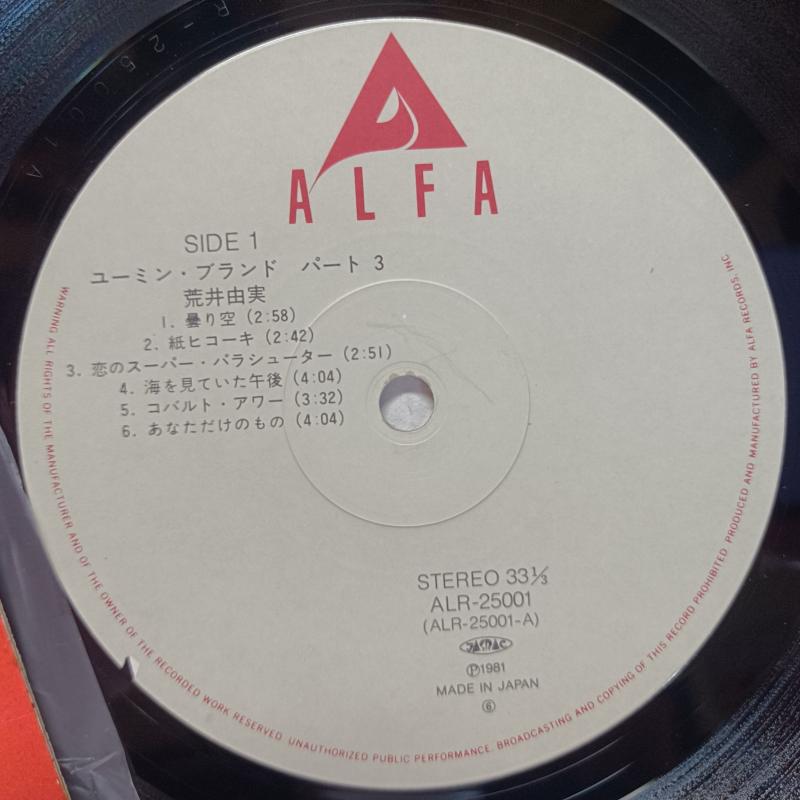 ALFA
SIDE 1
ユーミン・ブランド パート 3
荒井由実
1. 曇り空 (2:58)
2. 紙ヒコーキ (2:42)
3. 恋のスーパー・パラシューター (2:51)
4. 海を見ていた午後 (4:04)
5. コバルト・アワー (3:32)
6. あなただけのもの (4:04)
STEREO 33⅓
ALR-25001
(ALR-25001-A)
JASRAC
Ⓟ1981
MADE IN JAPAN
⑥
WARNING ALL RIGHTS OF THE MANUFACTURER AND OF THE OWNER OF THE RECORDED WORK RESERVED UNAUTHORIZED PUBLIC PERFORMANCE, BROADCASTING AND COPYING OF THIS RECORD PROHIBITED PRODUCED AND MANUFACTURED BY ALFA RECORDS, INC.